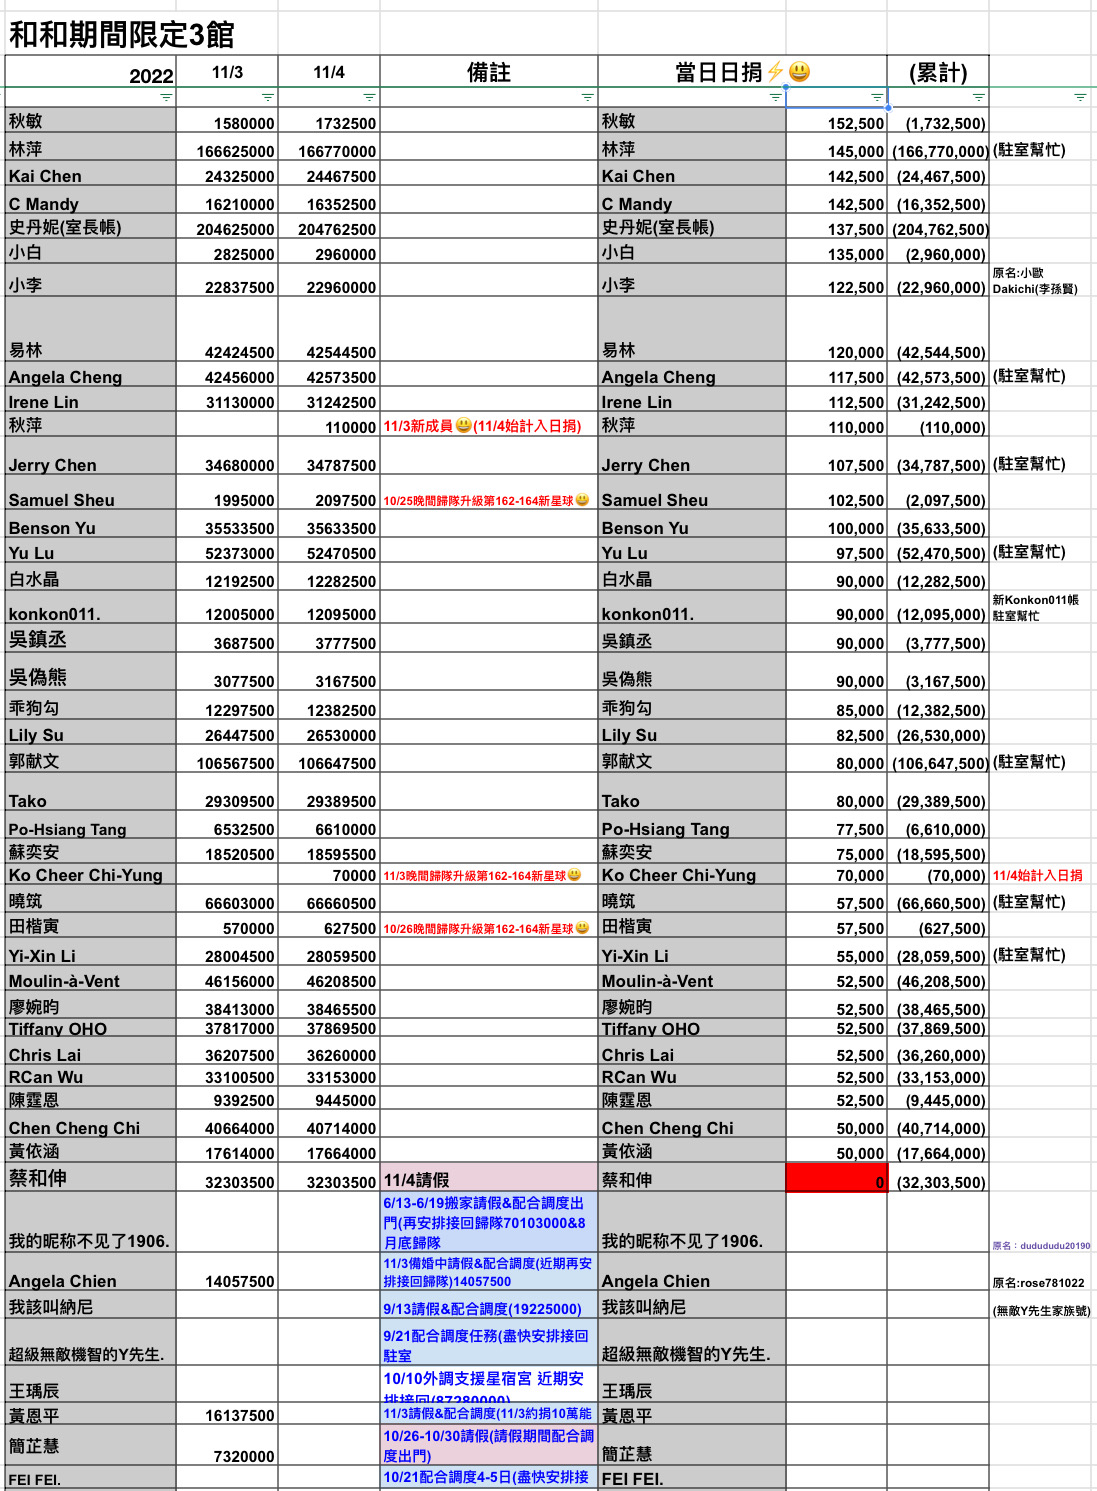 和和期間限定3館
2022 11/3 11/4 備註 當日日捐⚡😃 (累計)
秋敏 1580000 1732500 秋敏 152,500 (1,732,500)
林萍 166625000 166770000 林萍 145,000 (166,770,000) (駐室幫忙)
Kai Chen 24325000 24467500 Kai Chen 142,500 (24,467,500)
C Mandy 16210000 16352500 C Mandy 142,500 (16,352,500)
史丹妮(室長帳) 204625000 204762500 史丹妮(室長帳) 137,500 (204,762,500)
小白 2825000 2960000 小白 135,000 (2,960,000)
原名:小歐
小李 22837500 22960000 小李 122,500 (22,960,000) Dakichi(李孫賢)
易林 42424500 42544500 易林 120,000 (42,544,500)
Angela Cheng 42456000 42573500 Angela Cheng 117,500 (42,573,500) (駐室幫忙)
Irene Lin 31130000 31242500 Irene Lin 112,500 (31,242,500)
秋萍 110000 11/3新成員😃(11/4始計入日捐) 秋萍 110,000 (110,000)
Jerry Chen 34680000 34787500 Jerry Chen 107,500 (34,787,500) (駐室幫忙)
Samuel Sheu 1995000 2097500 10/25晚間歸隊升級第162-164新星球😃 Samuel Sheu 102,500 (2,097,500)
Benson Yu 35533500 35633500 Benson Yu 100,000 (35,633,500)
Yu Lu 52373000 52470500 Yu Lu 97,500 (52,470,500) (駐室幫忙)
白水晶 12192500 12282500 白水晶 90,000 (12,282,500)
新Konkon011帳
konkon011. 12005000 12095000 konkon011. 90,000 (12,095,000) 駐室幫忙
吳鎮丞 3687500 3777500 吳鎮丞 90,000 (3,777,500)
吳偽熊 3077500 3167500 吳偽熊 90,000 (3,167,500)
乖狗勾 12297500 12382500 乖狗勾 85,000 (12,382,500)
Lily Su 26447500 26530000 Lily Su 82,500 (26,530,000)
郭献文 106567500 106647500 郭献文 80,000 (106,647,500) (駐室幫忙)
Tako 29309500 29389500 Tako 80,000 (29,389,500)
Po-Hsiang Tang 6532500 6610000 Po-Hsiang Tang 77,500 (6,610,000)
蘇奕安 18520500 18595500 蘇奕安 75,000 (18,595,500)
Ko Cheer Chi-Yung 70000 11/3晚間歸隊升級第162-164新星球😃 Ko Cheer Chi-Yung 70,000 (70,000) 11/4始計入日捐
曉筑 66603000 66660500 曉筑 57,500 (66,660,500) (駐室幫忙)
田楷寅 570000 627500 10/26晚間歸隊升級第162-164新星球😃 田楷寅 57,500 (627,500)
Yi-Xin Li 28004500 28059500 Yi-Xin Li 55,000 (28,059,500) (駐室幫忙)
Moulin-à-Vent 46156000 46208500 Moulin-à-Vent 52,500 (46,208,500)
廖婉昀 38413000 38465500 廖婉昀 52,500 (38,465,500)
Tiffany OHO 37817000 37869500 Tiffany OHO 52,500 (37,869,500)
Chris Lai 36207500 36260000 Chris Lai 52,500 (36,260,000)
RCan Wu 33100500 33153000 RCan Wu 52,500 (33,153,000)
陳霆恩 9392500 9445000 陳霆恩 52,500 (9,445,000)
Chen Cheng Chi 40664000 40714000 Chen Cheng Chi 50,000 (40,714,000)
黃依涵 17614000 17664000 黃依涵 50,000 (17,664,000)
蔡和伸 32303500 32303500 11/4請假 蔡和伸 0 (32,303,500)
6/13-6/19搬家請假&配合調度出
門(再安排接回歸隊70103000&8
我的昵称不见了1906. 月底歸隊 我的昵称不见了1906. 原名：dudududu20190
11/3備婚中請假&配合調度(近期再安
Angela Chien 14057500 排接回歸隊)14057500 Angela Chien 原名:rose781022
我該叫納尼 9/13請假&配合調度(19225000) 我該叫納尼 (無敵Y先生家族號)
9/21配合調度任務(盡快安排接回
超級無敵機智的Y先生. 駐室 超級無敵機智的Y先生.
10/10外調支援星宿宮 近期安
王瑀辰 排接回(87280000) 王瑀辰
黃恩平 16137500 11/3請假&配合調度(11/3約捐10萬能 黃恩平
10/26-10/30請假(請假期間配合調
簡芷慧 7320000 度出門) 簡芷慧
FEI FEI. 10/21配合調度4-5日(盡快安排接 FEI FEI.